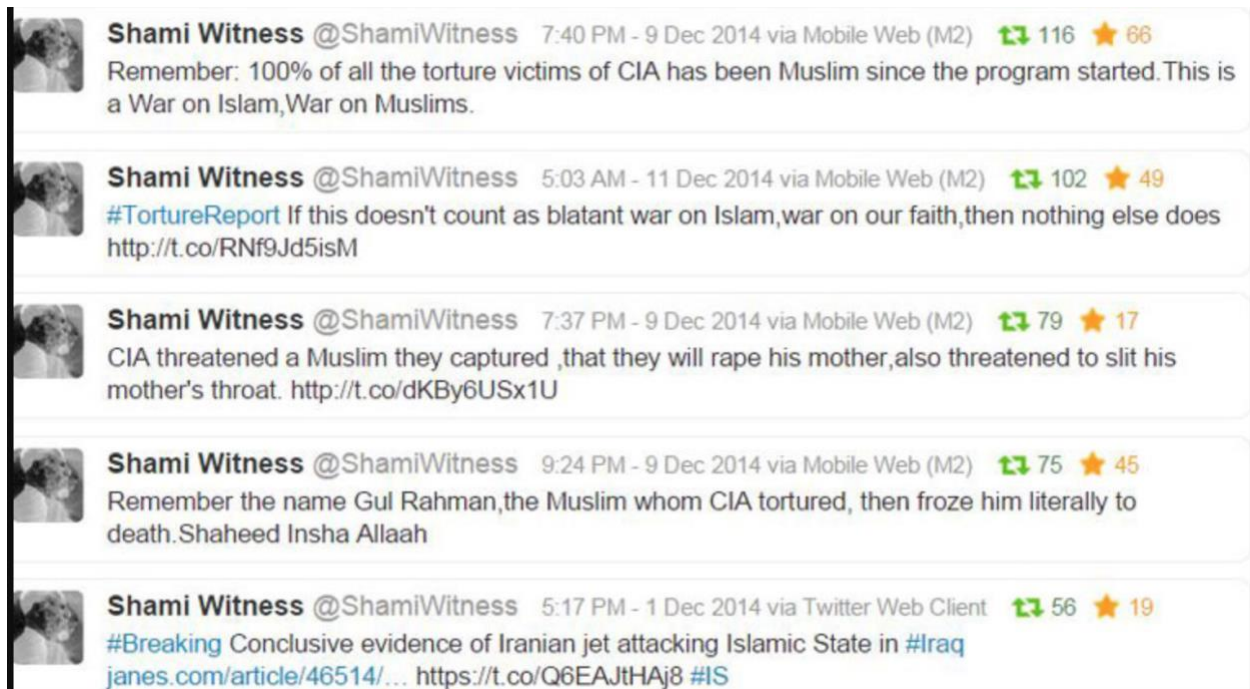 Shami Witness @ShamiWitness 7:40 PM - 9 Dec 2014 via Mobile Web (M2) 116 66
Remember: 100% of all the torture victims of CIA has been Muslim since the program started.This is
a War on Islam,War on Muslims.
Shami Witness @ShamiWitness 5:03 AM - 11 Dec 2014 via Mobile Web (M2) 102 49
#TortureReport If this doesn't count as blatant war on Islam,war on our faith,then nothing else does
http://t.co/RNf9Jd5isM
Shami Witness @ShamiWitness 7:37 PM - 9 Dec 2014 via Mobile Web (M2) 79 17
CIA threatened a Muslim they captured ,that they will rape his mother,also threatened to slit his
mother's throat. http://t.co/dKBy6USx1U
Shami Witness @ShamiWitness 9:24 PM - 9 Dec 2014 via Mobile Web (M2) 75 45
Remember the name Gul Rahman,the Muslim whom CIA tortured, then froze him literally to
death.Shaheed Insha Allaah
Shami Witness @ShamiWitness 5:17 PM - 1 Dec 2014 via Twitter Web Client 56 19
#Breaking Conclusive evidence of Iranian jet attacking Islamic State in #Iraq
janes.com/article/46514/... https://t.co/Q6EAJtHAj8 #IS